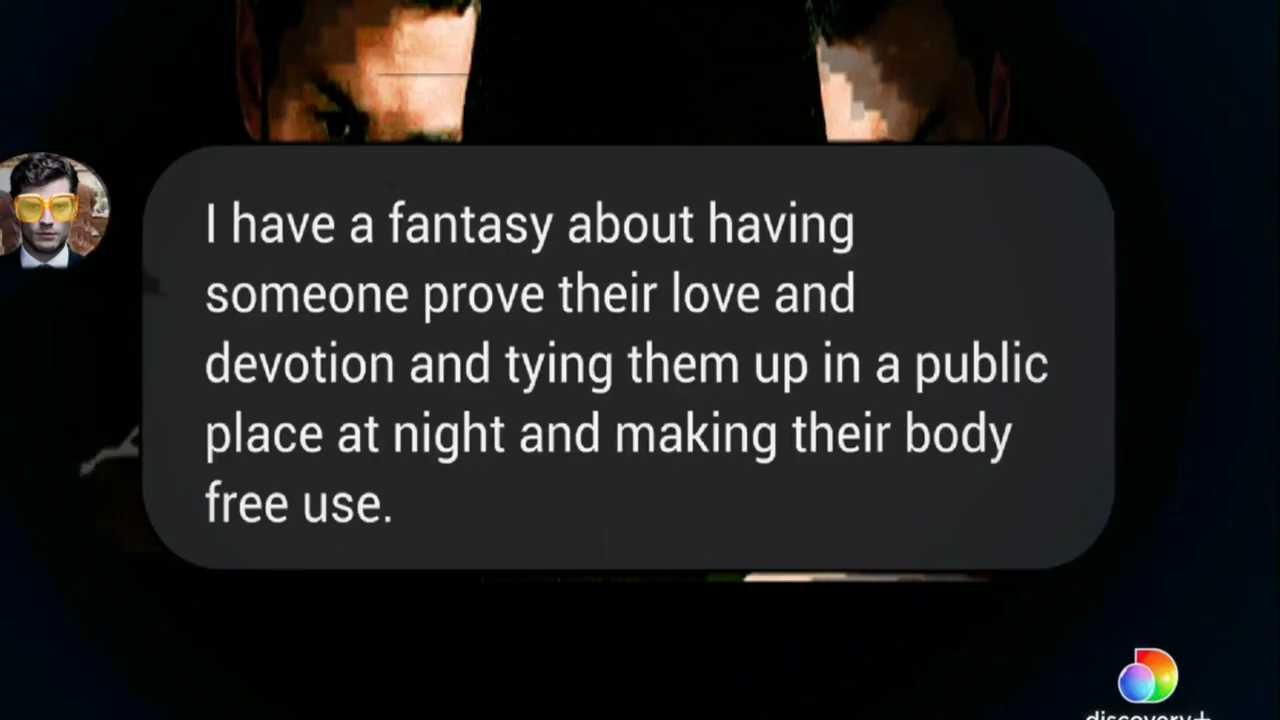 I have a fantasy about having
someone prove their love and
devotion and tying them up in a public
place at night and making their body
free use.
discovery+